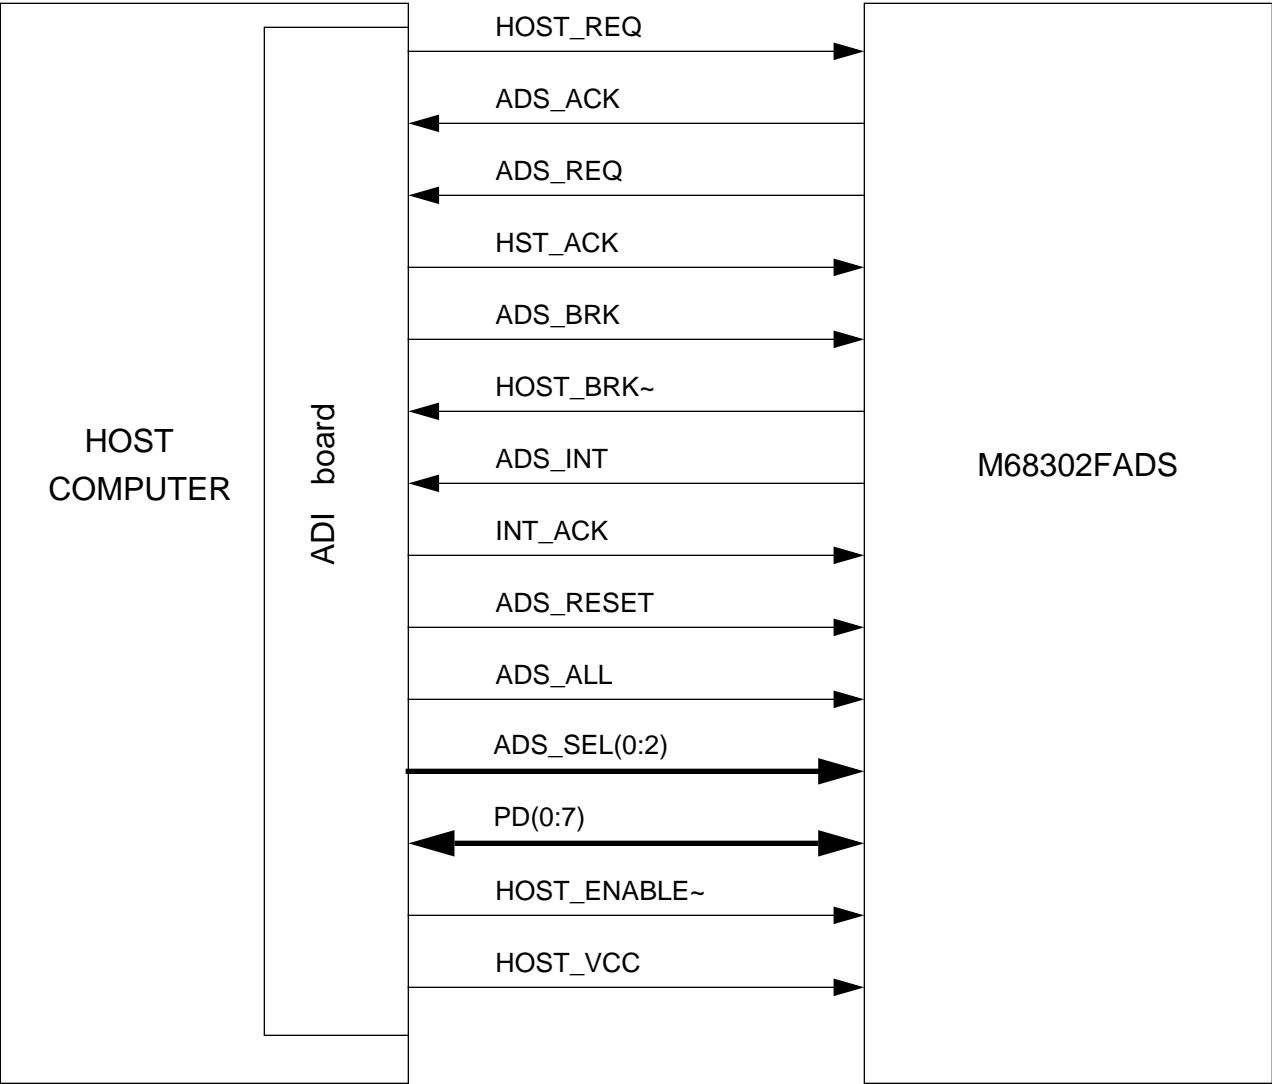 HOST_REQ
ADS_ACK
ADS_REQ
HST_ACK
ADS_BRK
HOST_BRK~
ADS_INT
INT_ACK
ADS_RESET
ADS_ALL
ADS_SEL(0:2)
PD(0:7)
HOST_ENABLE~
HOST_VCC
HOST
COMPUTER
ADI board
M68302FADS